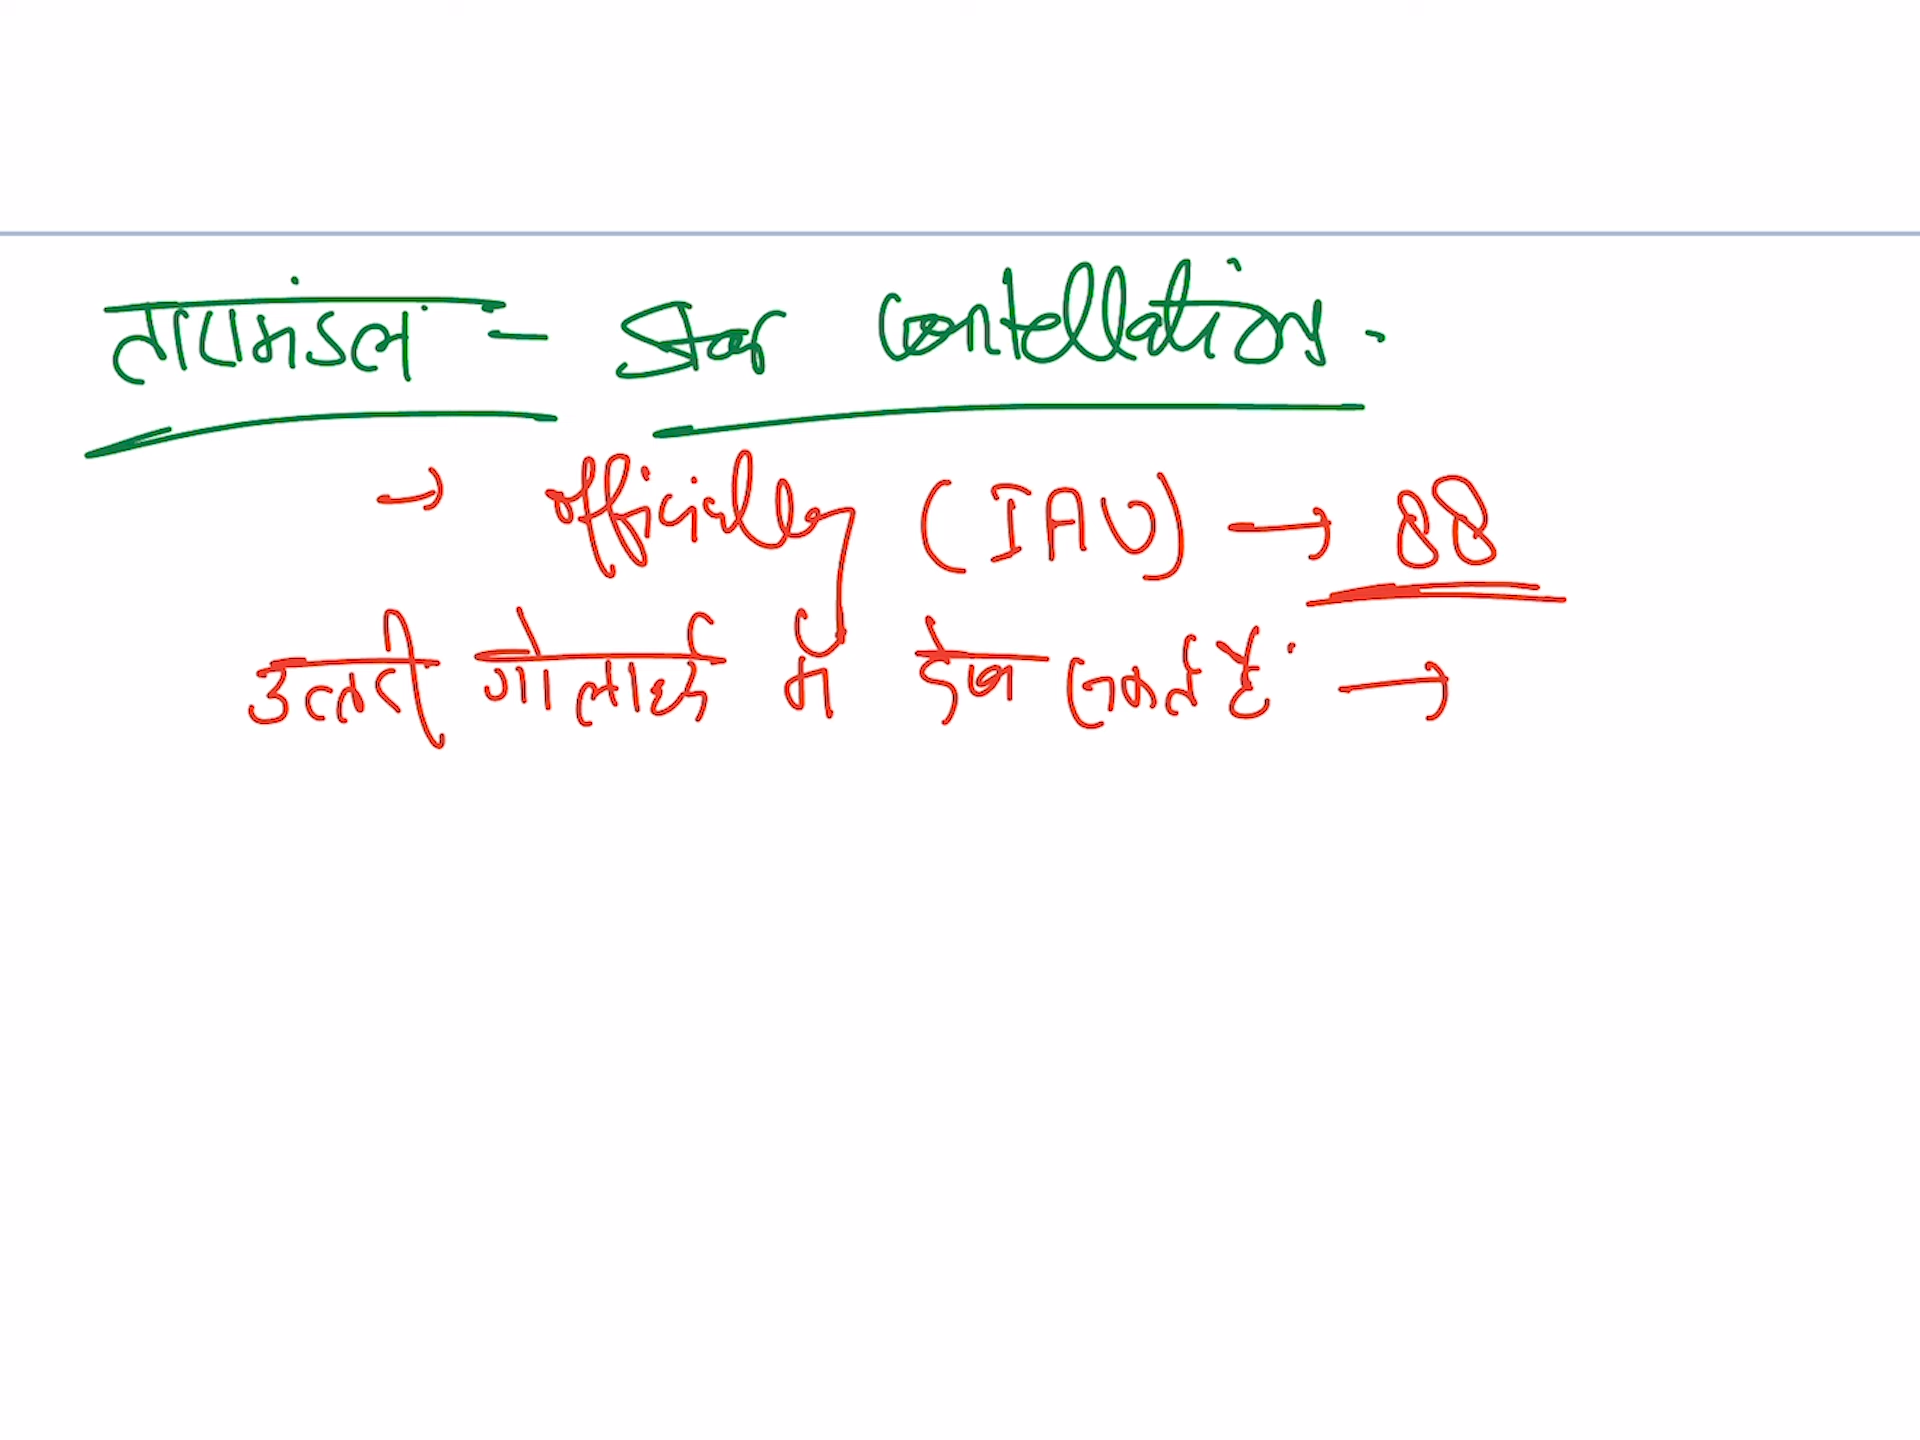 तारामंडल - Star Contellations.
→ officially (IAU) → 88
उत्तरी गोलार्ध में देख सकते हैं →